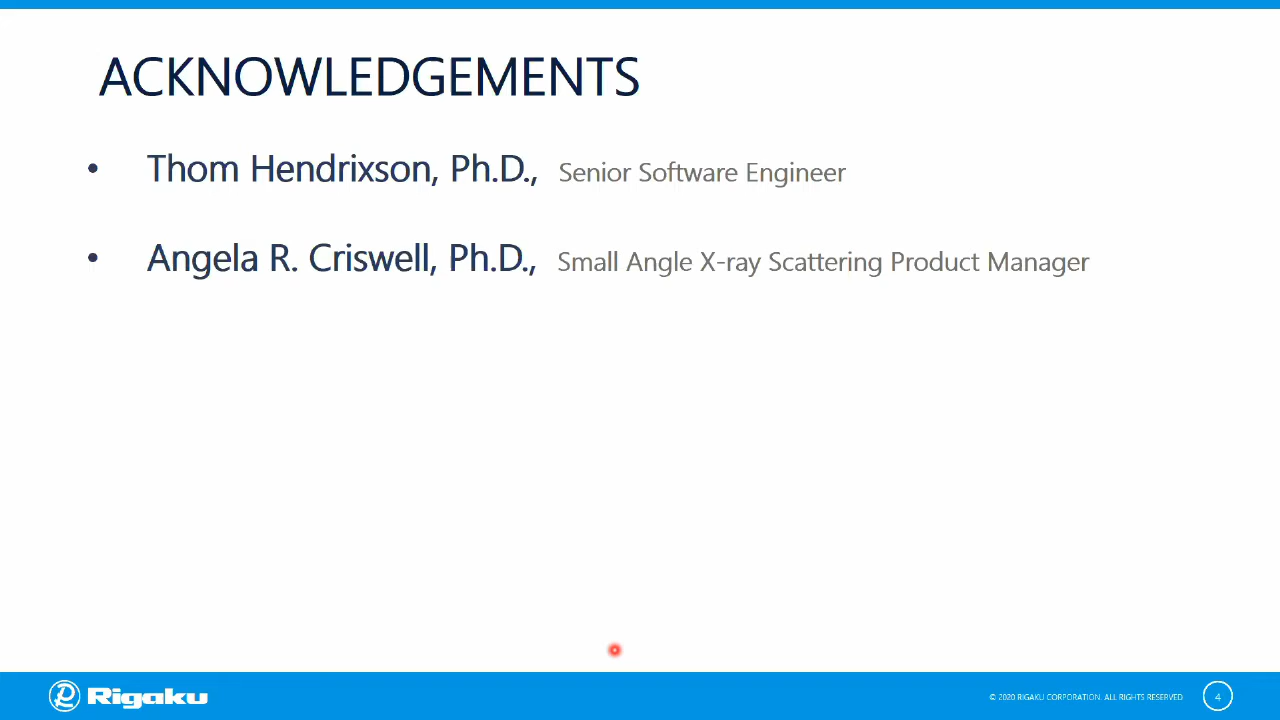 ACKNOWLEDGEMENTS
• Thom Hendrixson, Ph.D., Senior Software Engineer
• Angela R. Criswell, Ph.D., Small Angle X-ray Scattering Product Manager
Rigaku
© 2020 RIGAKU CORPORATION. ALL RIGHTS RESERVED
4